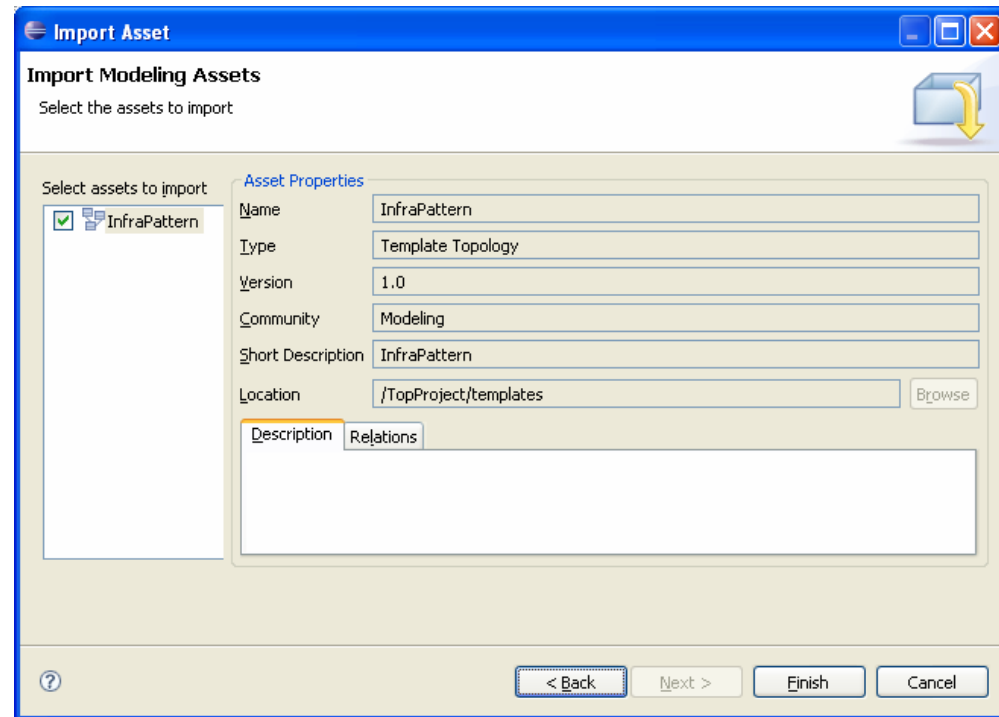 Import Asset
Import Modeling Assets
Select the assets to import
Select assets to import
InfraPattern
Asset Properties
Name InfraPattern
Type Template Topology
Version 1.0
Community Modeling
Short Description InfraPattern
Location /TopProject/templates Browse
Description Relations
< Back Next > Finish Cancel